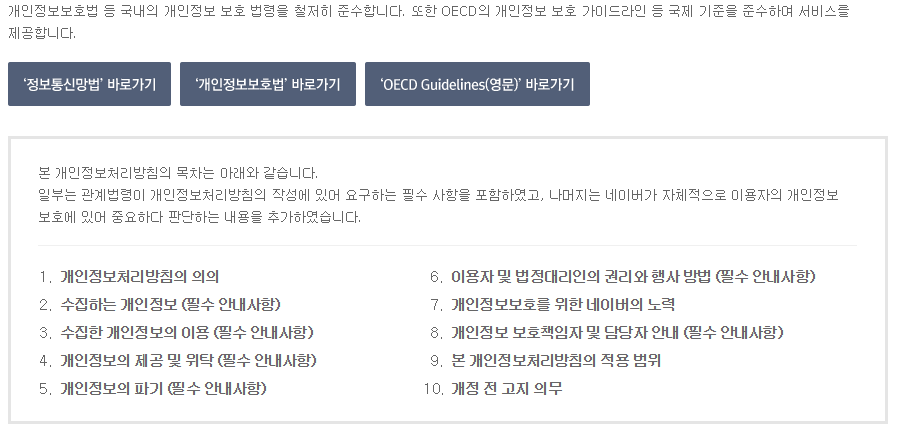 개인정보보호법 등 국내의 개인정보 보호 법령을 철저히 준수합니다. 또한 OECD의 개인정보 보호 가이드라인 등 국제 기준을 준수하여 서비스를
제공합니다.
‘정보통신망법’ 바로가기
‘개인정보보호법’ 바로가기
‘OECD Guidelines(영문)’ 바로가기
본 개인정보처리방침의 목차는 아래와 같습니다.
일부는 관계법령이 개인정보처리방침의 작성에 있어 요구하는 필수 사항을 포함하였고, 나머지는 네이버가 자체적으로 이용자의 개인정보
보호에 있어 중요하다 판단하는 내용을 추가하였습니다.
1. 개인정보처리방침의 의의
2. 수집하는 개인정보 (필수 안내사항)
3. 수집한 개인정보의 이용 (필수 안내사항)
4. 개인정보의 제공 및 위탁 (필수 안내사항)
5. 개인정보의 파기 (필수 안내사항)
6. 이용자 및 법정대리인의 권리와 행사 방법 (필수 안내사항)
7. 개인정보보호를 위한 네이버의 노력
8. 개인정보 보호책임자 및 담당자 안내 (필수 안내사항)
9. 본 개인정보처리방침의 적용 범위
10. 개정 전 고지 의무